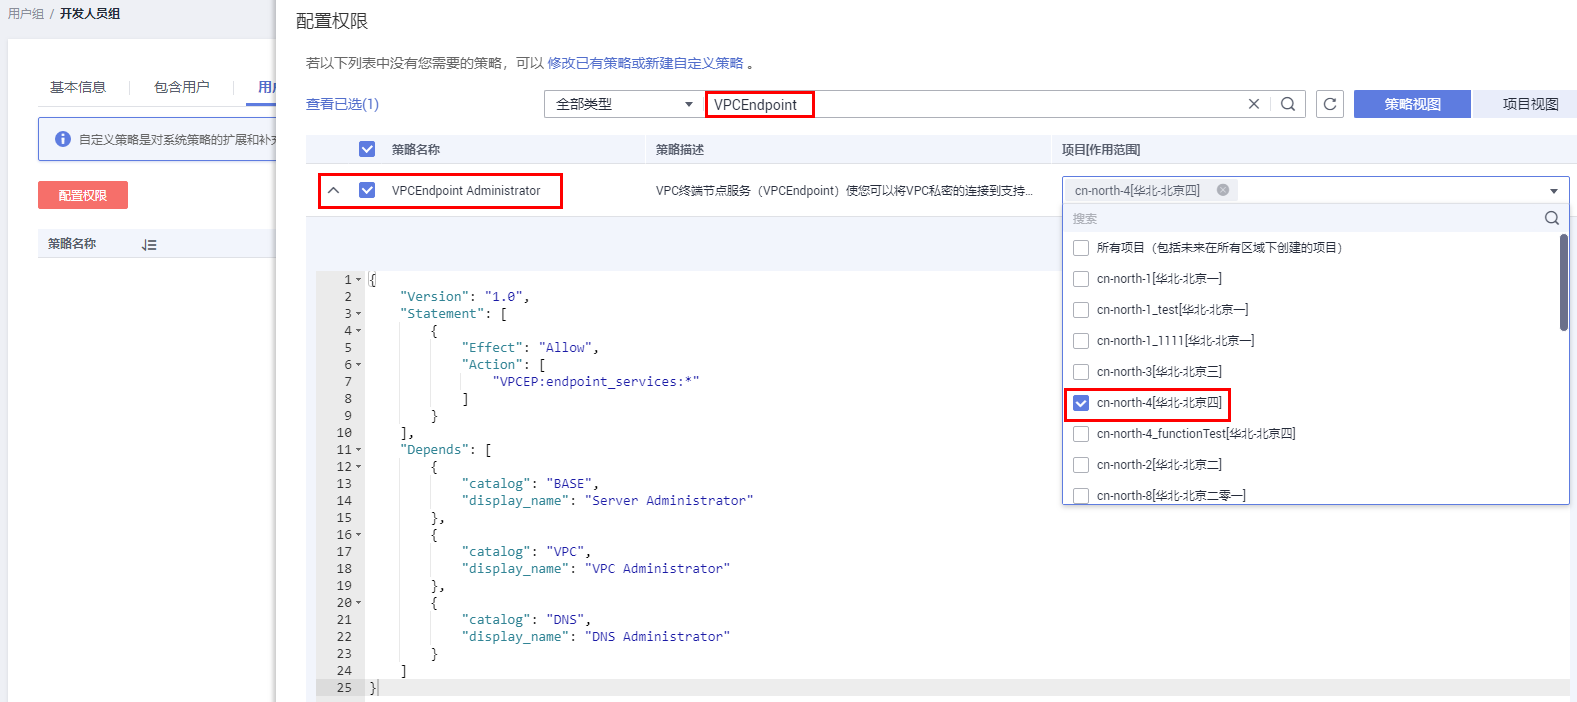 用户组 / 开发人员组
基本信息
包含用户
自定义策略是对系统策略的扩展和补
配置权限
策略名称
配置权限
若以下列表中没有您需要的策略，可以 修改已有策略或新建自定义策略 。
查看已选(1)
全部类型
VPCEndpoint
策略视图
项目视图
策略名称
策略描述
项目[作用范围]
VPCEndpoint Administrator
VPC终端节点服务（VPCEndpoint）使您可以将VPC私密的连接到支持...
cn-north-4[华北-北京四]
搜索
所有项目（包括未来在所有区域下创建的项目）
cn-north-1[华北-北京一]
cn-north-1_test[华北-北京一]
cn-north-1_1111[华北-北京一]
cn-north-3[华北-北京三]
cn-north-4[华北-北京四]
cn-north-4_functionTest[华北-北京四]
cn-north-2[华北-北京二]
cn-north-8[华北-北京二零一]
1 {
2 "Version": "1.0",
3 "Statement": [
4 {
5 "Effect": "Allow",
6 "Action": [
7 "VPCEP:endpoint_services:*"
8 ]
9 }
10 ],
11 "Depends": [
12 {
13 "catalog": "BASE",
14 "display_name": "Server Administrator"
15 },
16 {
17 "catalog": "VPC",
18 "display_name": "VPC Administrator"
19 },
20 {
21 "catalog": "DNS",
22 "display_name": "DNS Administrator"
23 }
24 ]
25 }